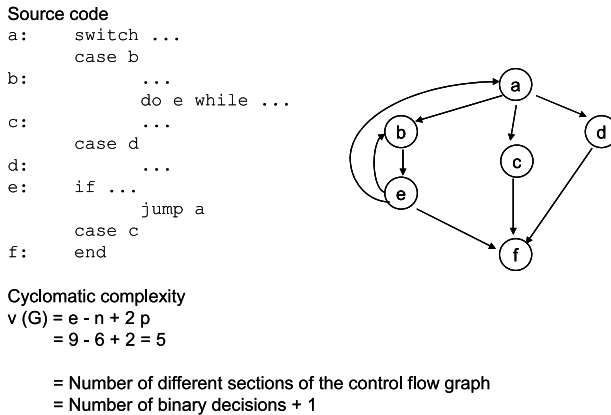 Source code
a: switch ...
case b
b: ...
do e while ...
c: ...
case d
d: ...
e: if ...
jump a
case c
f: end
a
b
d
c
e
f
Cyclomatic complexity
v (G) = e - n + 2 p
= 9 - 6 + 2 = 5
= Number of different sections of the control flow graph
= Number of binary decisions + 1